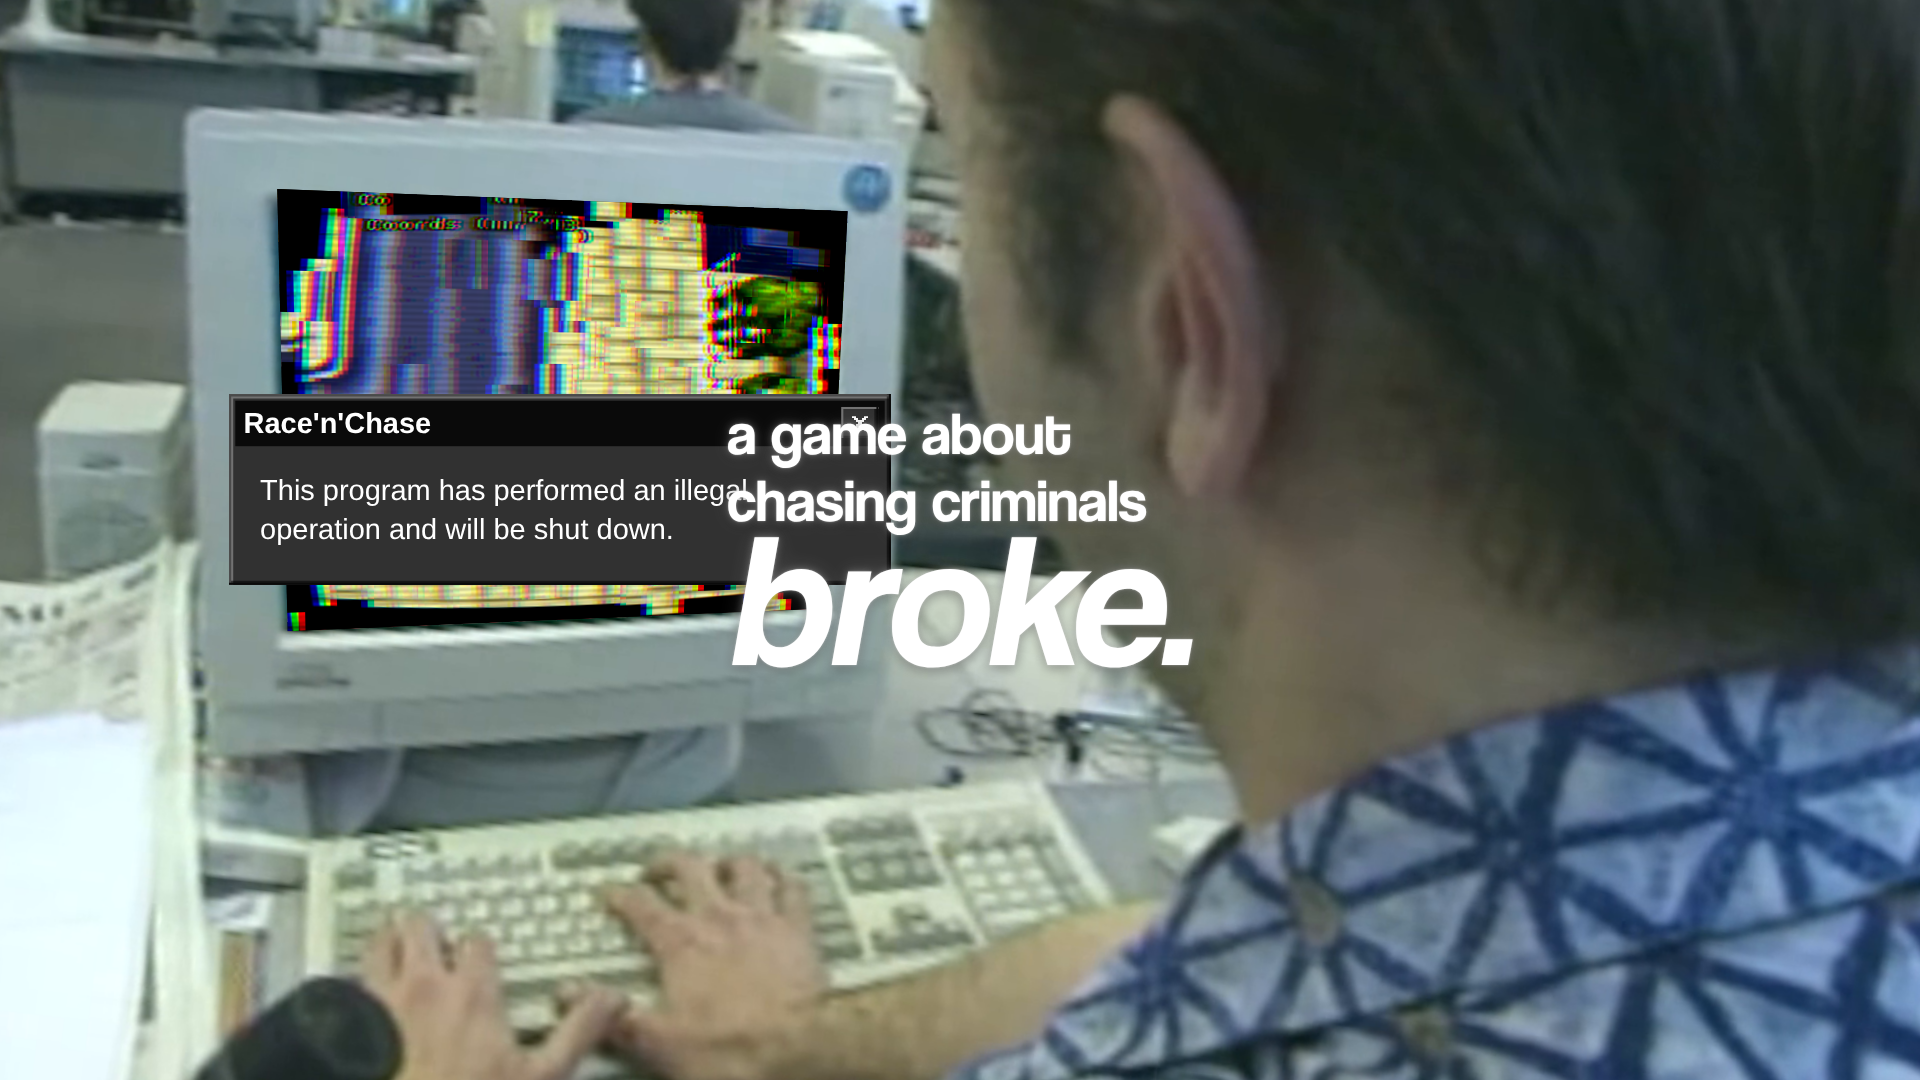 Coords:
Race'n'Chase
This program has performed an illegal
operation and will be shut down.
a game about
chasing criminals
broke.